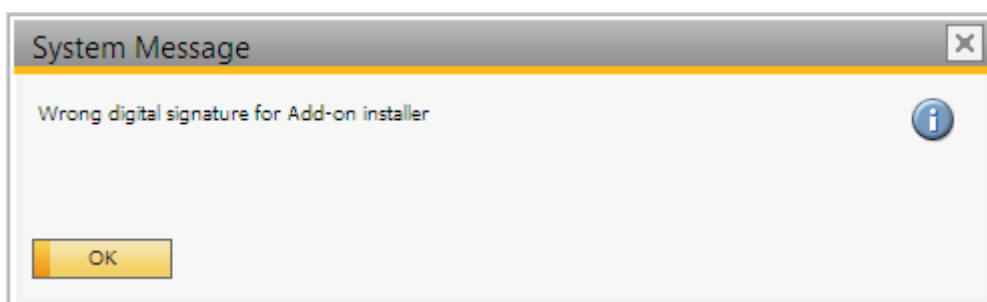 System Message
Wrong digital signature for Add-on installer
OK